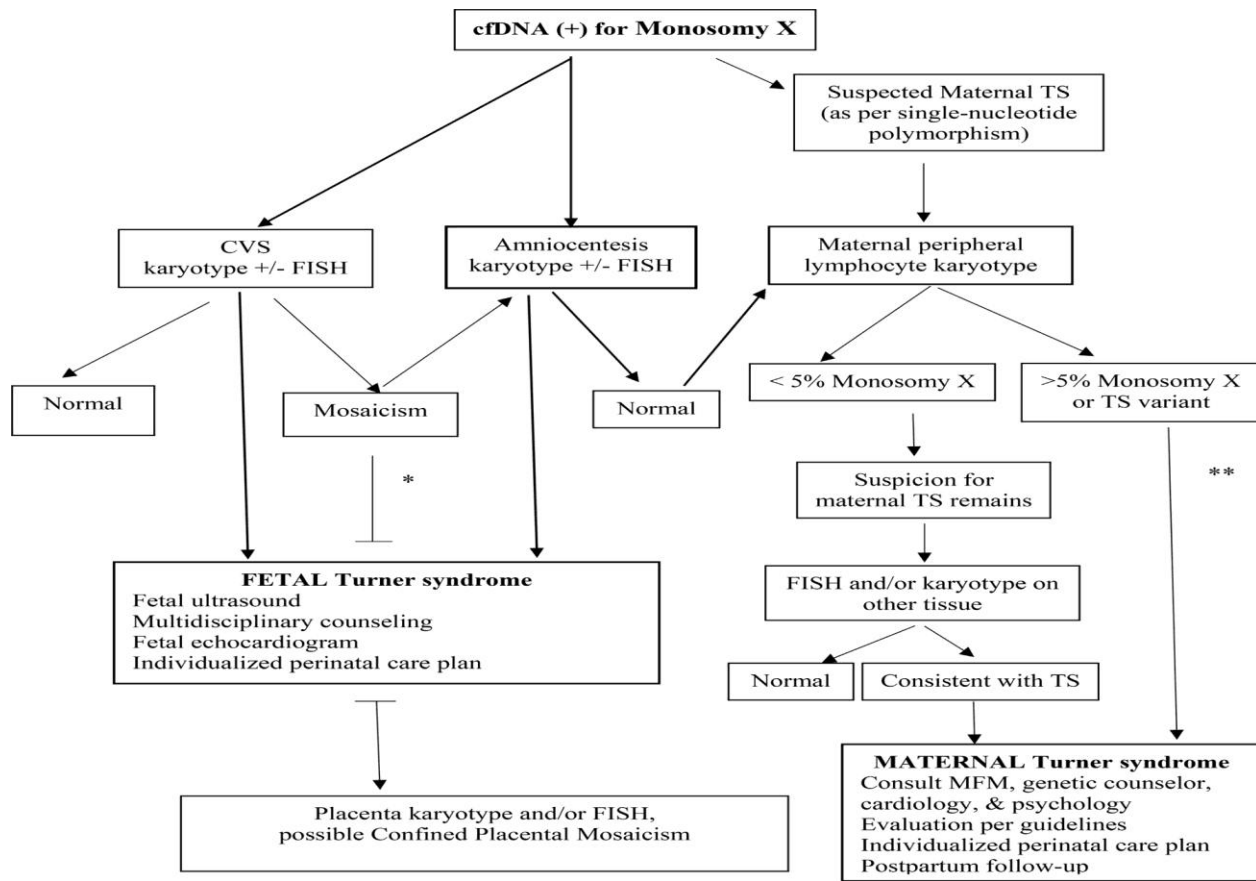 cfDNA (+) for Monosomy X
Suspected Maternal TS
(as per single-nucleotide
polymorphism)
CVS
karyotype +/- FISH
Amniocentesis
karyotype +/- FISH
Maternal peripheral
lymphocyte karyotype
Normal
Mosaicism
Normal
< 5% Monosomy X
>5% Monosomy X
or TS variant
*
**
Suspicion for
maternal TS remains
FETAL Turner syndrome
Fetal ultrasound
Multidisciplinary counseling
Fetal echocardiogram
Individualized perinatal care plan
FISH and/or karyotype on
other tissue
Normal
Consistent with TS
Placenta karyotype and/or FISH,
possible Confined Placental Mosaicism
MATERNAL Turner syndrome
Consult MFM, genetic counselor,
cardiology, & psychology
Evaluation per guidelines
Individualized perinatal care plan
Postpartum follow-up